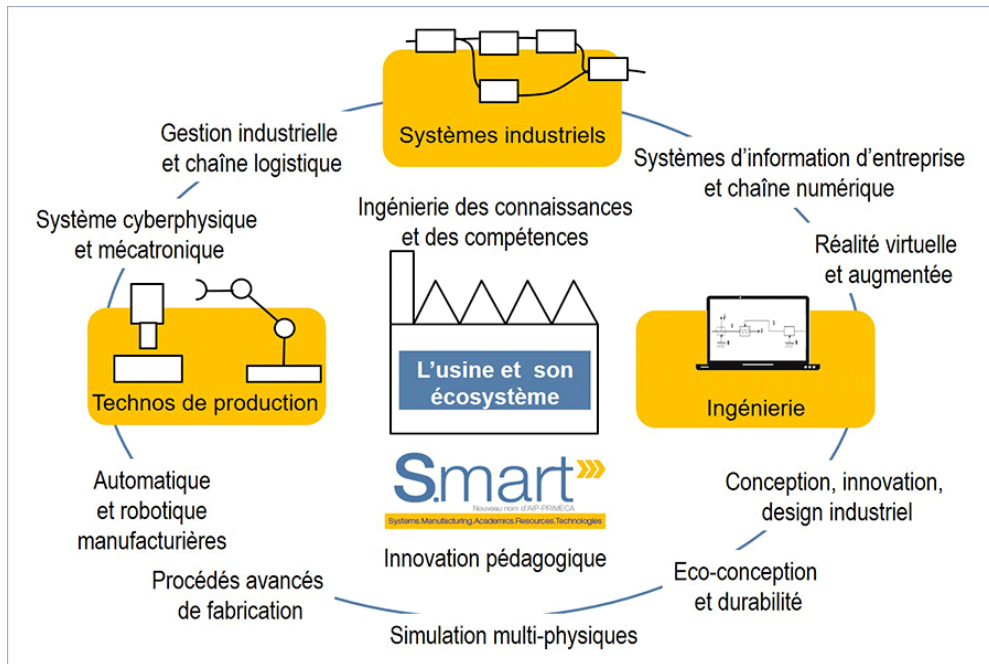 Systèmes industriels
Gestion industrielle
et chaîne logistique
Systèmes d'information d'entreprise
et chaîne numérique
Système cyberphysique
et mécatronique
Ingénierie des connaissances
et des compétences
Réalité virtuelle
et augmentée
Technos de production
L'usine et son
écosystème
Ingénierie
S.mart
Nouveau nom d'AIP-PRIMECA
Systems.Manufacturing.Academics.Resources.Technologies
Innovation pédagogique
Automatique
et robotique
manufacturières
Conception, innovation,
design industriel
Procédés avancés
de fabrication
Eco-conception
et durabilité
Simulation multi-physiques